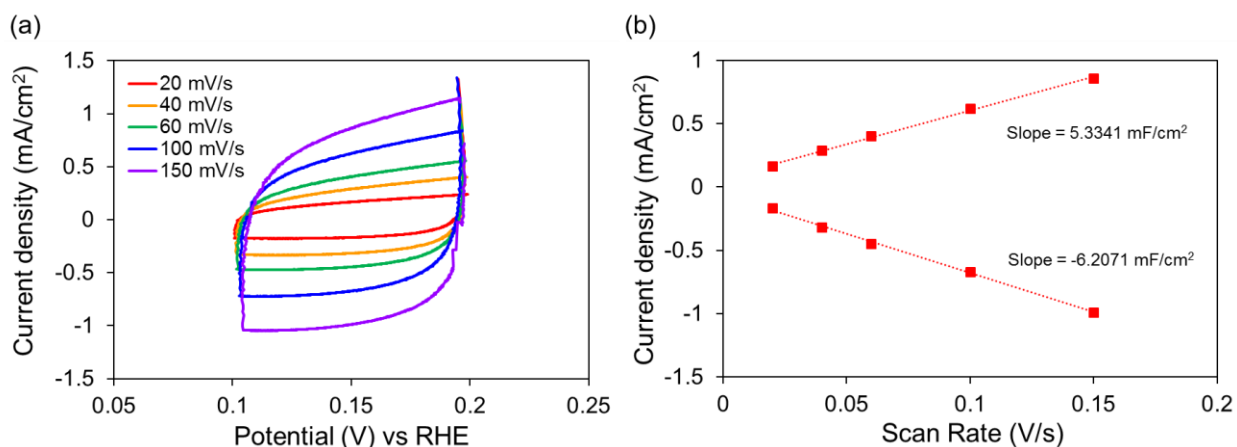 (a)
Current density (mA/cm²)
1.5
1
0.5
0
-0.5
-1
-1.5
20 mV/s
40 mV/s
60 mV/s
100 mV/s
150 mV/s
0.05
0.1
0.15
0.2
0.25
Potential (V) vs RHE
(b)
Current density (mA/cm²)
1
0.5
0
-0.5
-1
-1.5
Slope = 5.3341 mF/cm²
Slope = -6.2071 mF/cm²
0
0.05
0.1
0.15
0.2
Scan Rate (V/s)